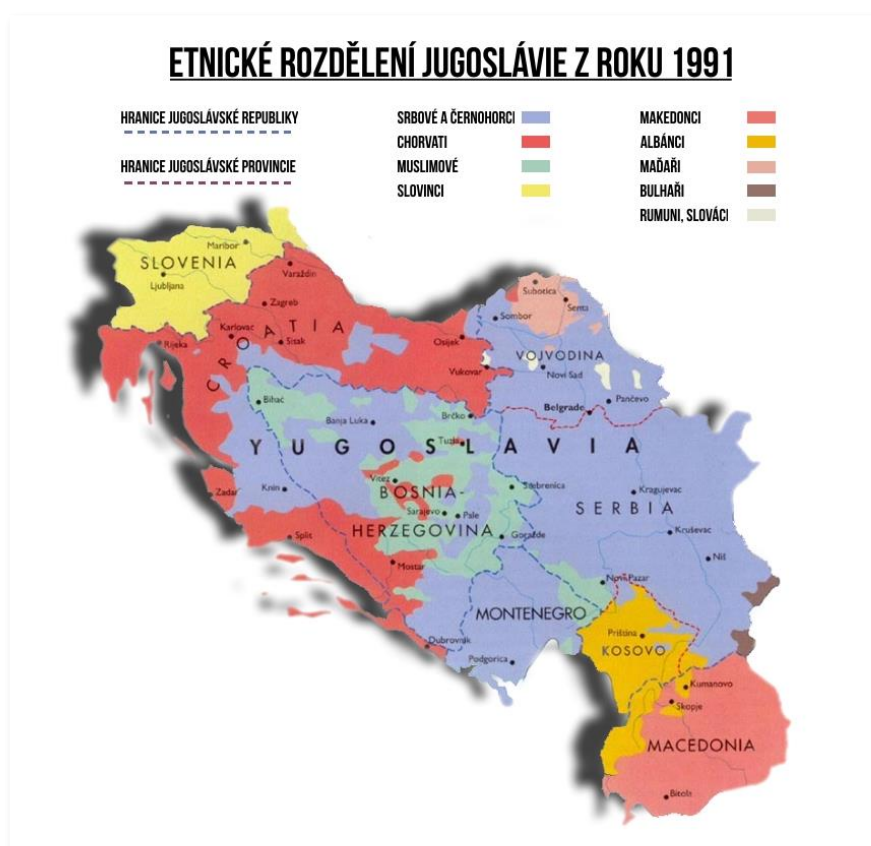 ETNICKÉ ROZDĚLENÍ JUGOSLÁVIE Z ROKU 1991
HRANICE JUGOSLÁVSKÉ REPUBLIKY
HRANICE JUGOSLÁVSKÉ PROVINCIE
SRBOVÉ A ČERNOHORCI
CHORVATI
MUSLIMOVÉ
SLOVINCI
MAKEDONCI
ALBÁNCI
MAĎAŘI
BULHAŘI
RUMUNI, SLOVÁCI
Maribor
SLOVENIA
Ljubljana
Varaždin
Zagreb
CROATIA
Karlovac
Sisak
Rijeka
Osijek
Vukovar
Subotica
Senta
Sombor
VOJVODINA
Novi Sad
Pančevo
Belgrade
Bihać
Banja Luka
Brčko
Tuzla
YUGOSLAVIA
Knin
Zadar
Vitez
BOSNIA-
HERZEGOVINA
Srebrenica
Sarajevo
Pale
Goražde
Split
Mostar
Dubrovnik
Kragujevac
SERBIA
Kruševac
Niš
Novi Pazar
MONTENEGRO
Podgorica
Priština
KOSOVO
Kumanovo
Skopje
MACEDONIA
Bitola